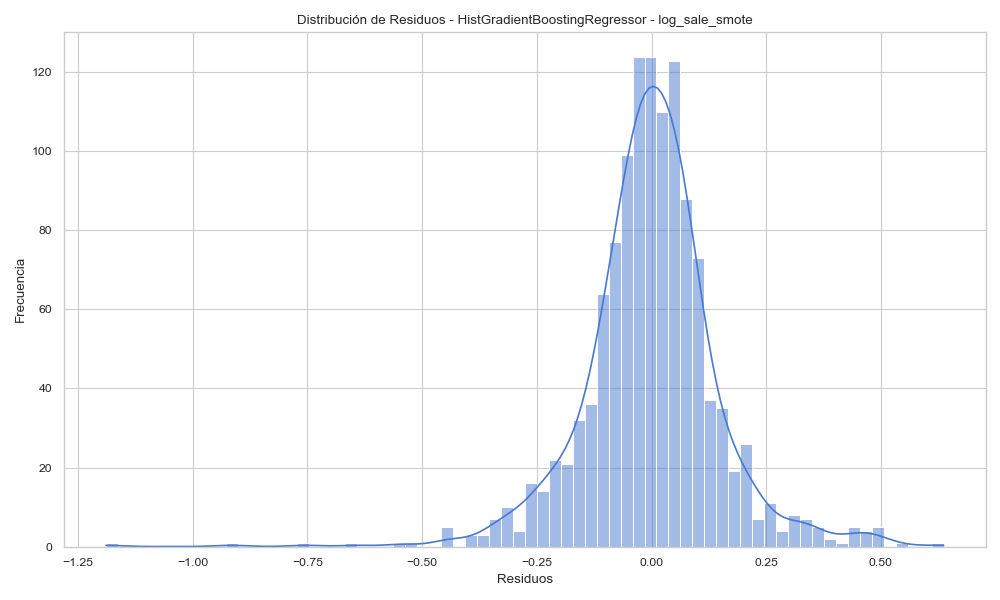 Distribución de Residuos - HistGradientBoostingRegressor - log_sale_smote
Frecuencia
120
100
80
60
40
20
0
−1.25 −1.00 −0.75 −0.50 −0.25 0.00 0.25 0.50
Residuos